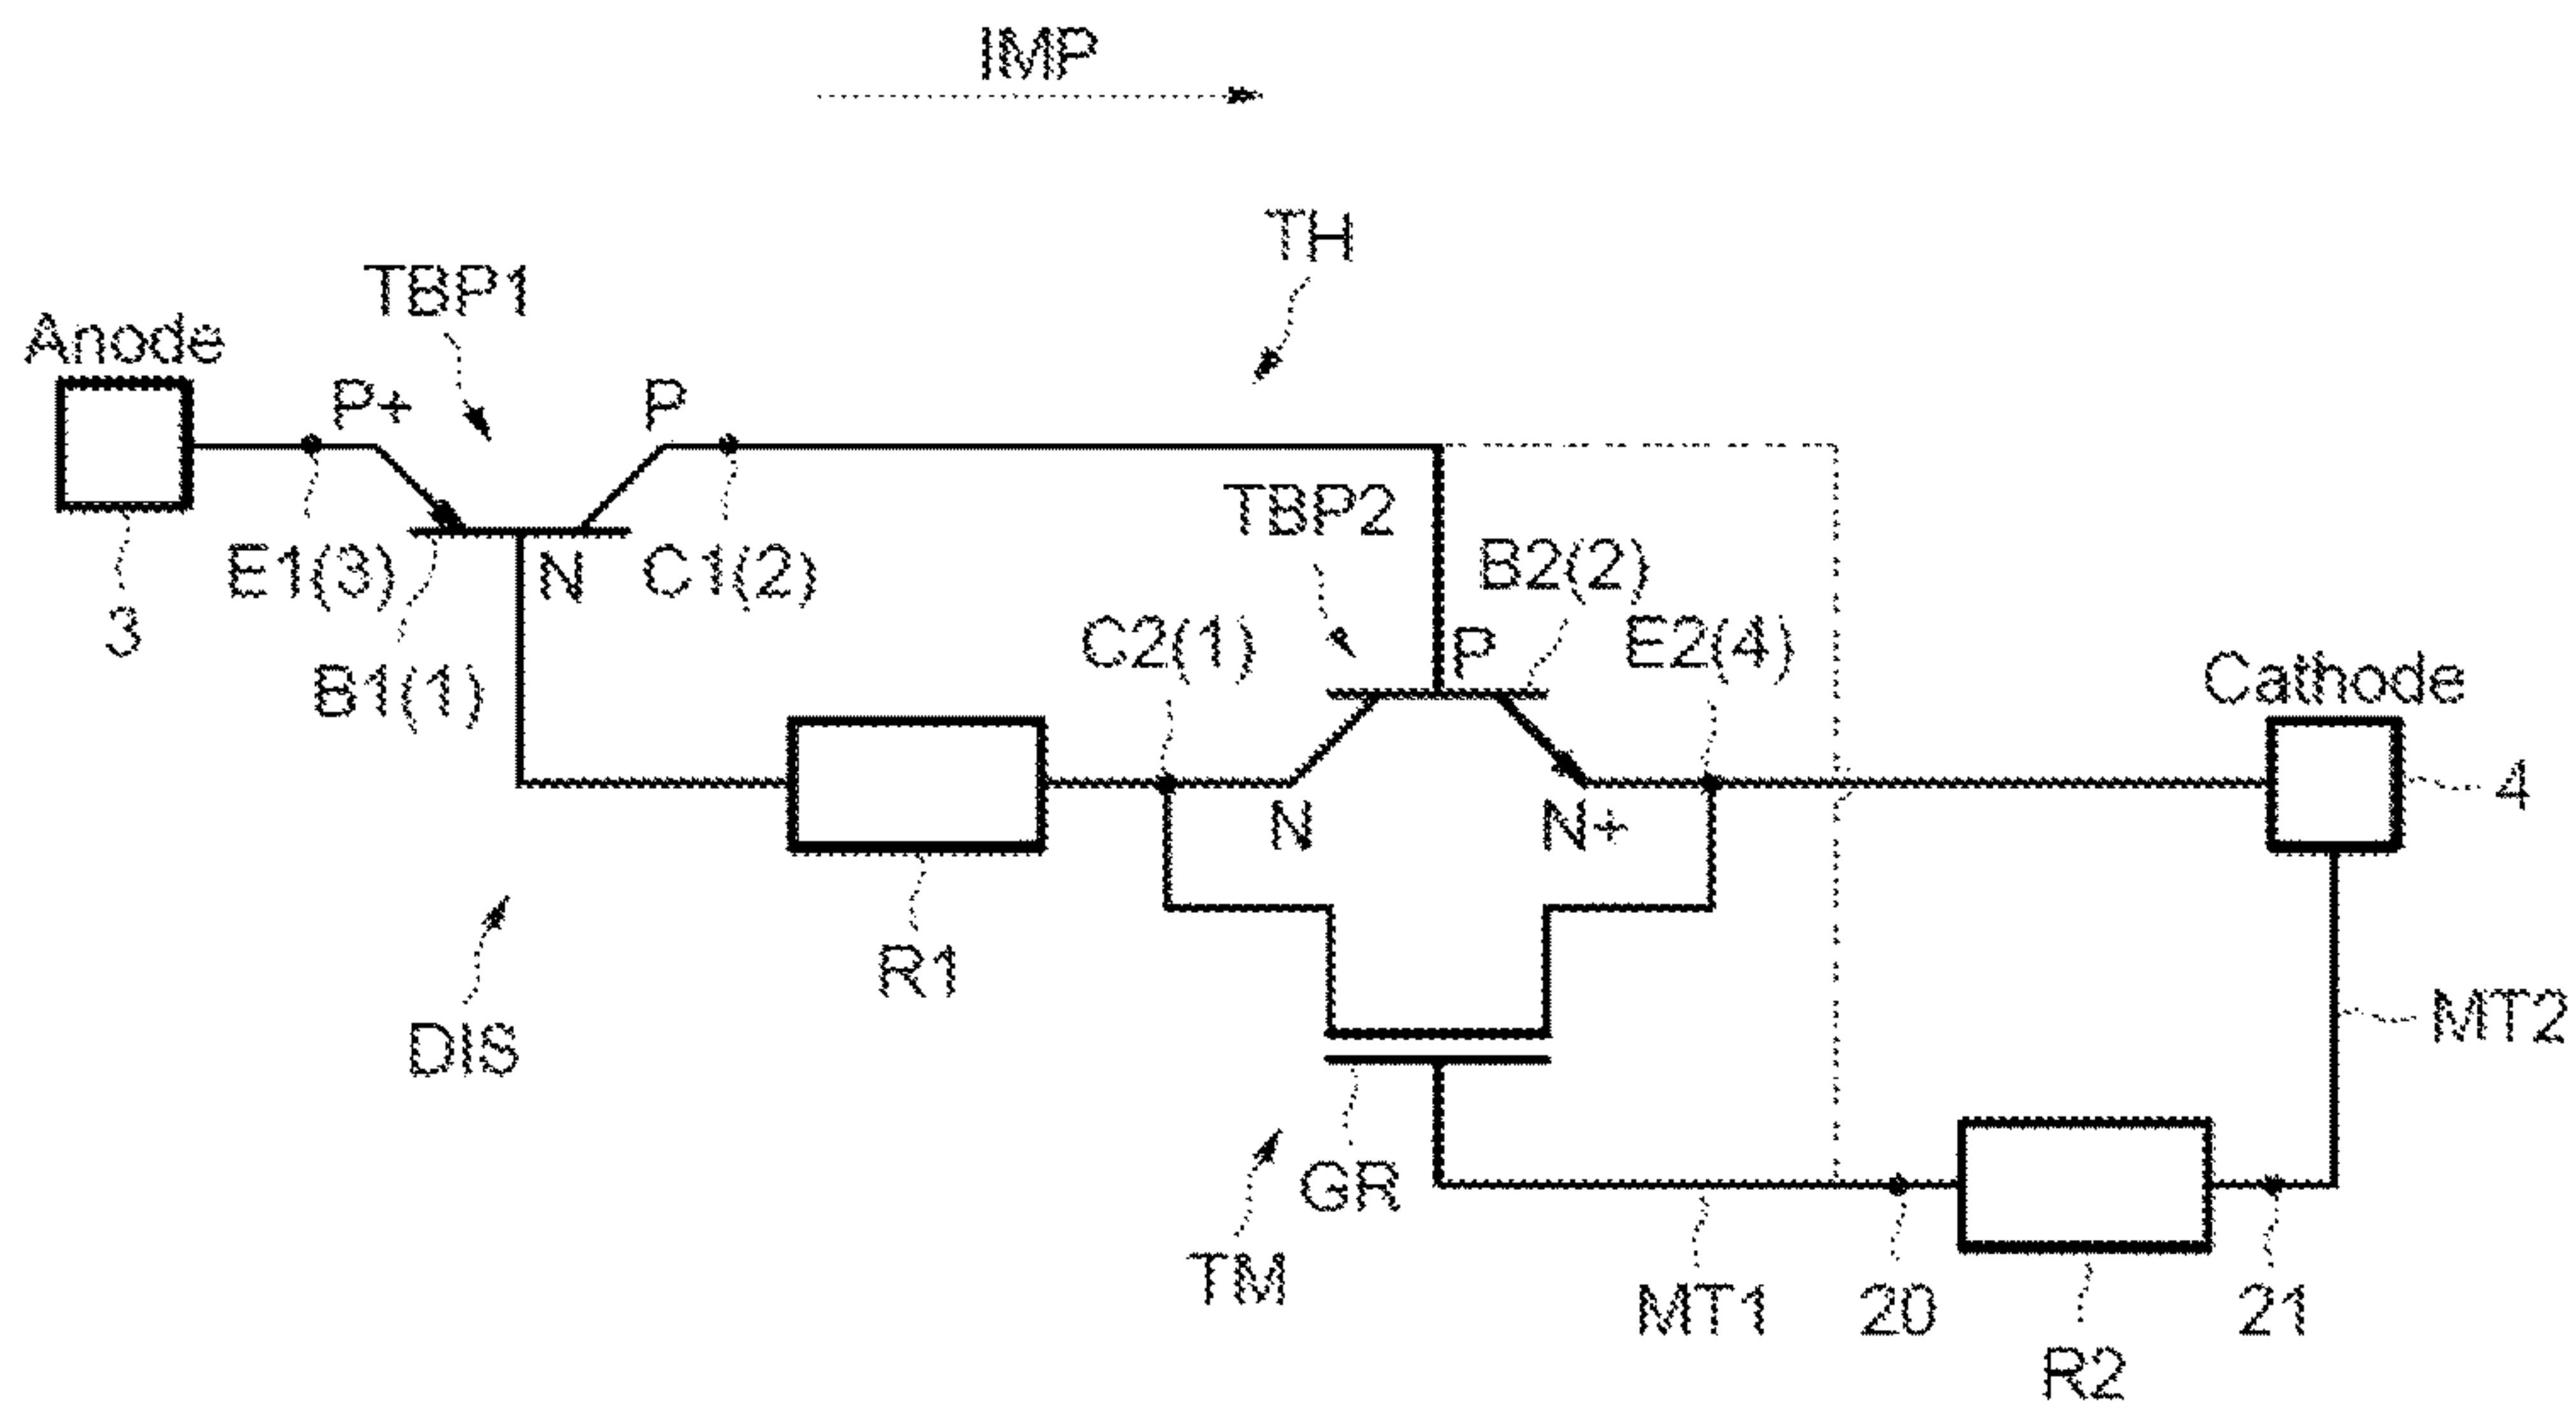 IMP
TH
TBP1
Anode
P+
P
TBP2
B2(2)
E1(3)
N
C1(2)
3
C2(1)
P
E2(4)
B1(1)
Cathode
4
N
N+
R1
DIS
MT2
GR
TM
MT1
20
21
R2